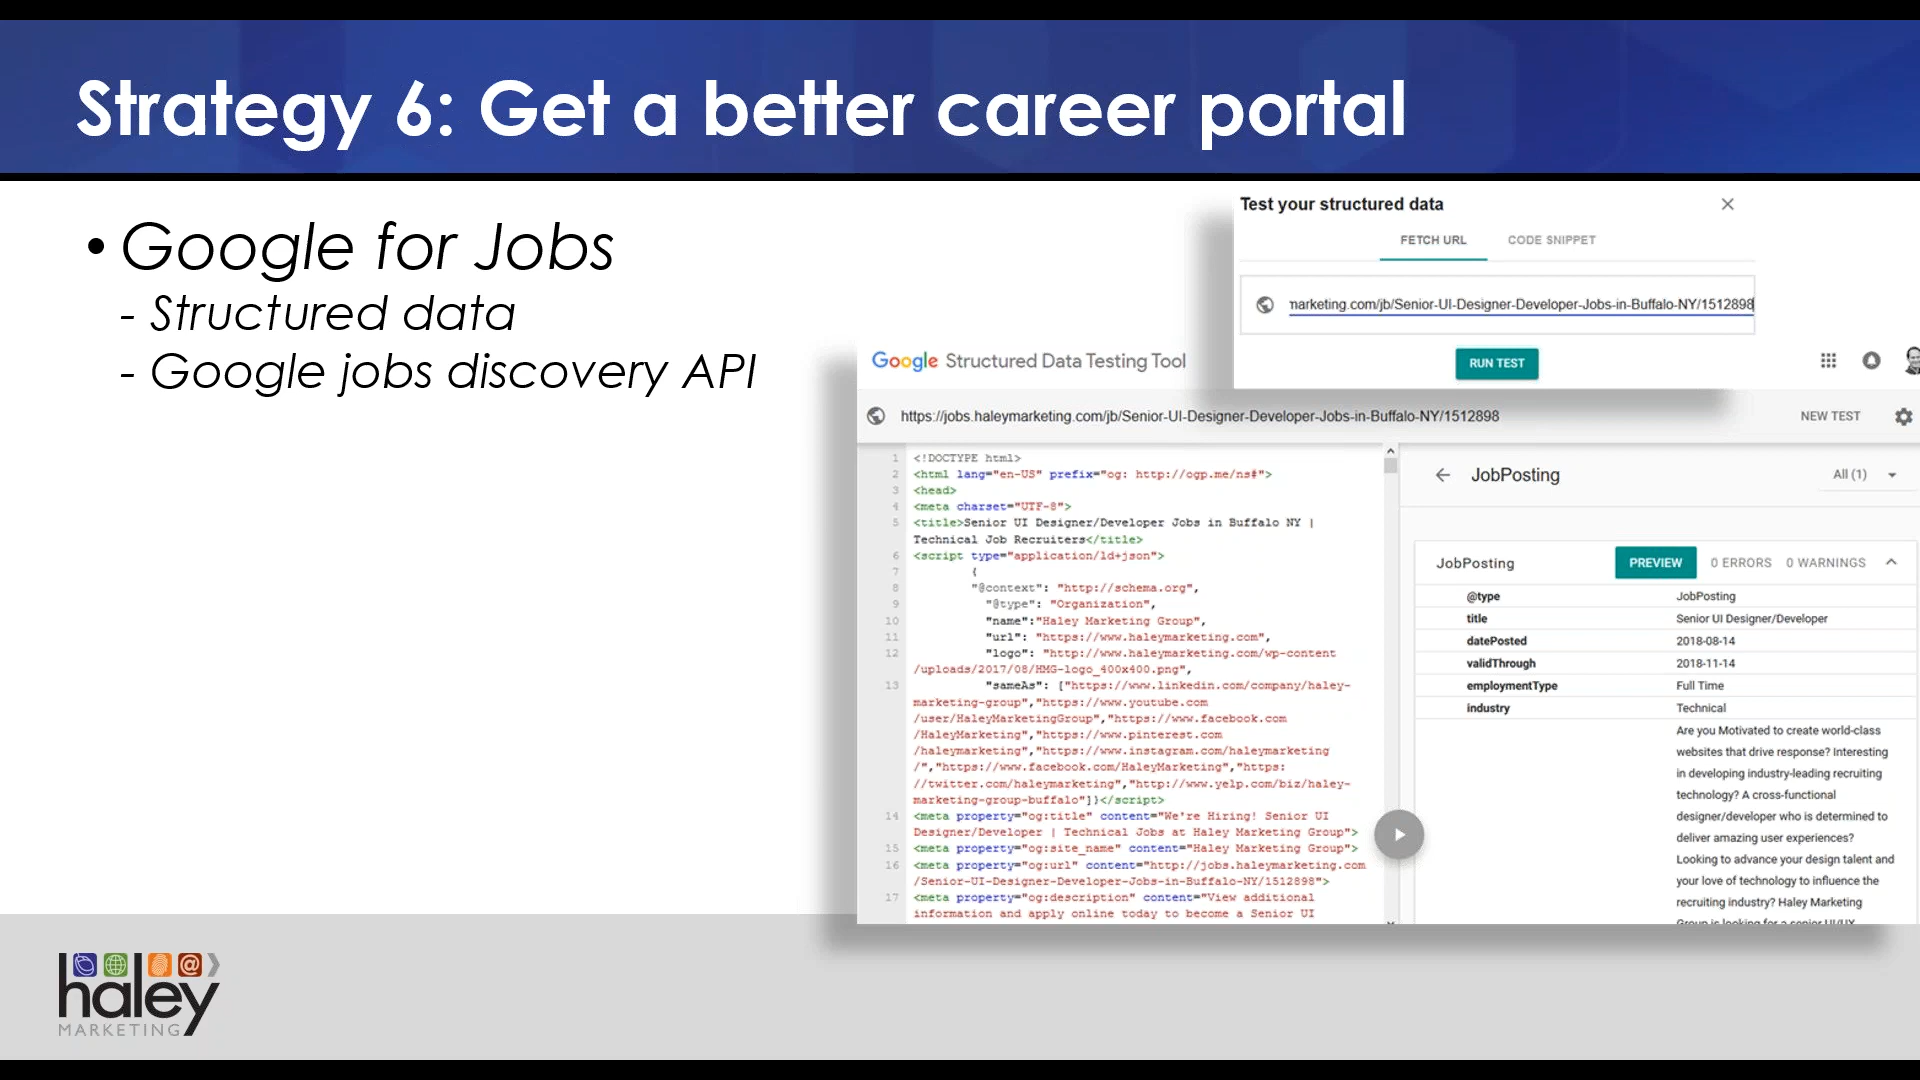 Strategy 6: Get a better career portal
• Google for Jobs
- Structured data
- Google jobs discovery API
Test your structured data
FETCH URL
CODE SNIPPET
marketing.com/jb/Senior-UI-Designer-Developer-Jobs-in-Buffalo-NY/1512898
RUN TEST
Google Structured Data Testing Tool
https://jobs.haleymarketing.com/jb/Senior-UI-Designer-Developer-Jobs-in-Buffalo-NY/1512898
NEW TEST
1 <!DOCTYPE html>
2 <html lang="en-US" prefix="og: http://ogp.me/ns#">
3 <head>
4 <meta charset="UTF-8">
5 <title>Senior UI Designer/Developer Jobs in Buffalo NY |
Technical Job Recruiters</title>
6 <script type="application/ld+json">
7 {
8 "@context": "http://schema.org",
9 "@type": "Organization",
10 "name":"Haley Marketing Group",
11 "url": "https://www.haleymarketing.com",
12 "logo": "http://www.haleymarketing.com/wp-content
/uploads/2017/08/HMG-logo_400x400.png",
13 "sameAs": ["https://www.linkedin.com/company/haley-
marketing-group","https://www.youtube.com
/user/HaleyMarketingGroup","https://www.facebook.com
/HaleyMarketing","https://www.pinterest.com
/haleymarketing","https://www.instagram.com/haleymarketing
/","https://www.facebook.com/HaleyMarketing","https:
//twitter.com/haleymarketing","http://www.yelp.com/biz/haley-
marketing-group-buffalo"]}</script>
14 <meta property="og:title" content="We're Hiring! Senior UI
Designer/Developer | Technical Jobs at Haley Marketing Group">
15 <meta property="og:site_name" content="Haley Marketing Group">
16 <meta property="og:url" content="http://jobs.haleymarketing.com
/Senior-UI-Designer-Developer-Jobs-in-Buffalo-NY/1512898">
17 <meta property="og:description" content="View additional
information and apply online today to become a Senior UI
JobPosting
All (1)
JobPosting
PREVIEW
0 ERRORS 0 WARNINGS
@type JobPosting
title Senior UI Designer/Developer
datePosted 2018-08-14
validThrough 2018-11-14
employmentType Full Time
industry Technical
Are you Motivated to create world-class
websites that drive response? Interesting
in developing industry-leading recruiting
technology? A cross-functional
designer/developer who is determined to
deliver amazing user experiences?
Looking to advance your design talent and
your love of technology to influence the
recruiting industry? Haley Marketing
Group is looking for a senior UI/UX
haley
MARKETING